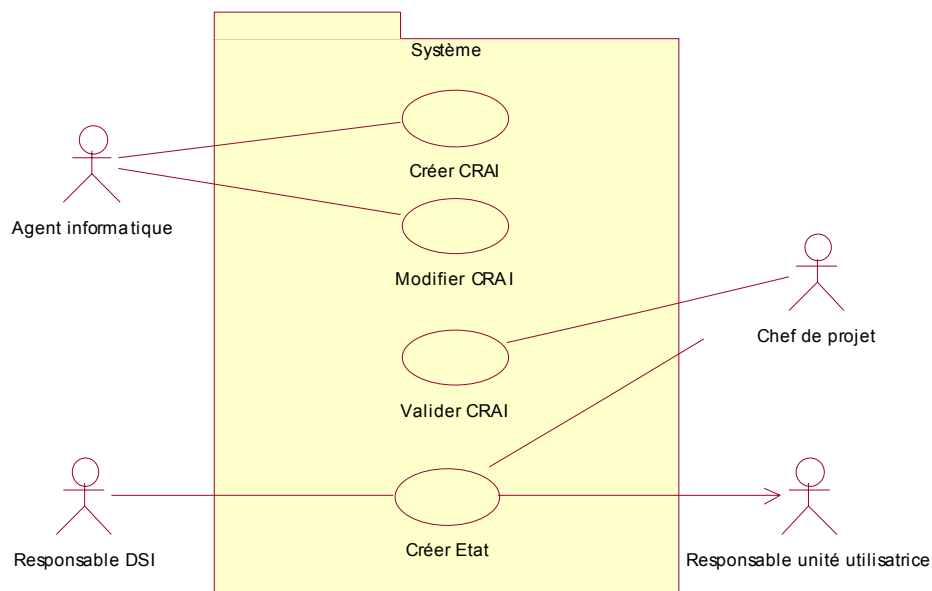 Système
Créer CRAI
Agent informatique
Modifier CRAI
Chef de projet
Valider CRAI
Créer Etat
Responsable DSI
Responsable unité utilisatrice